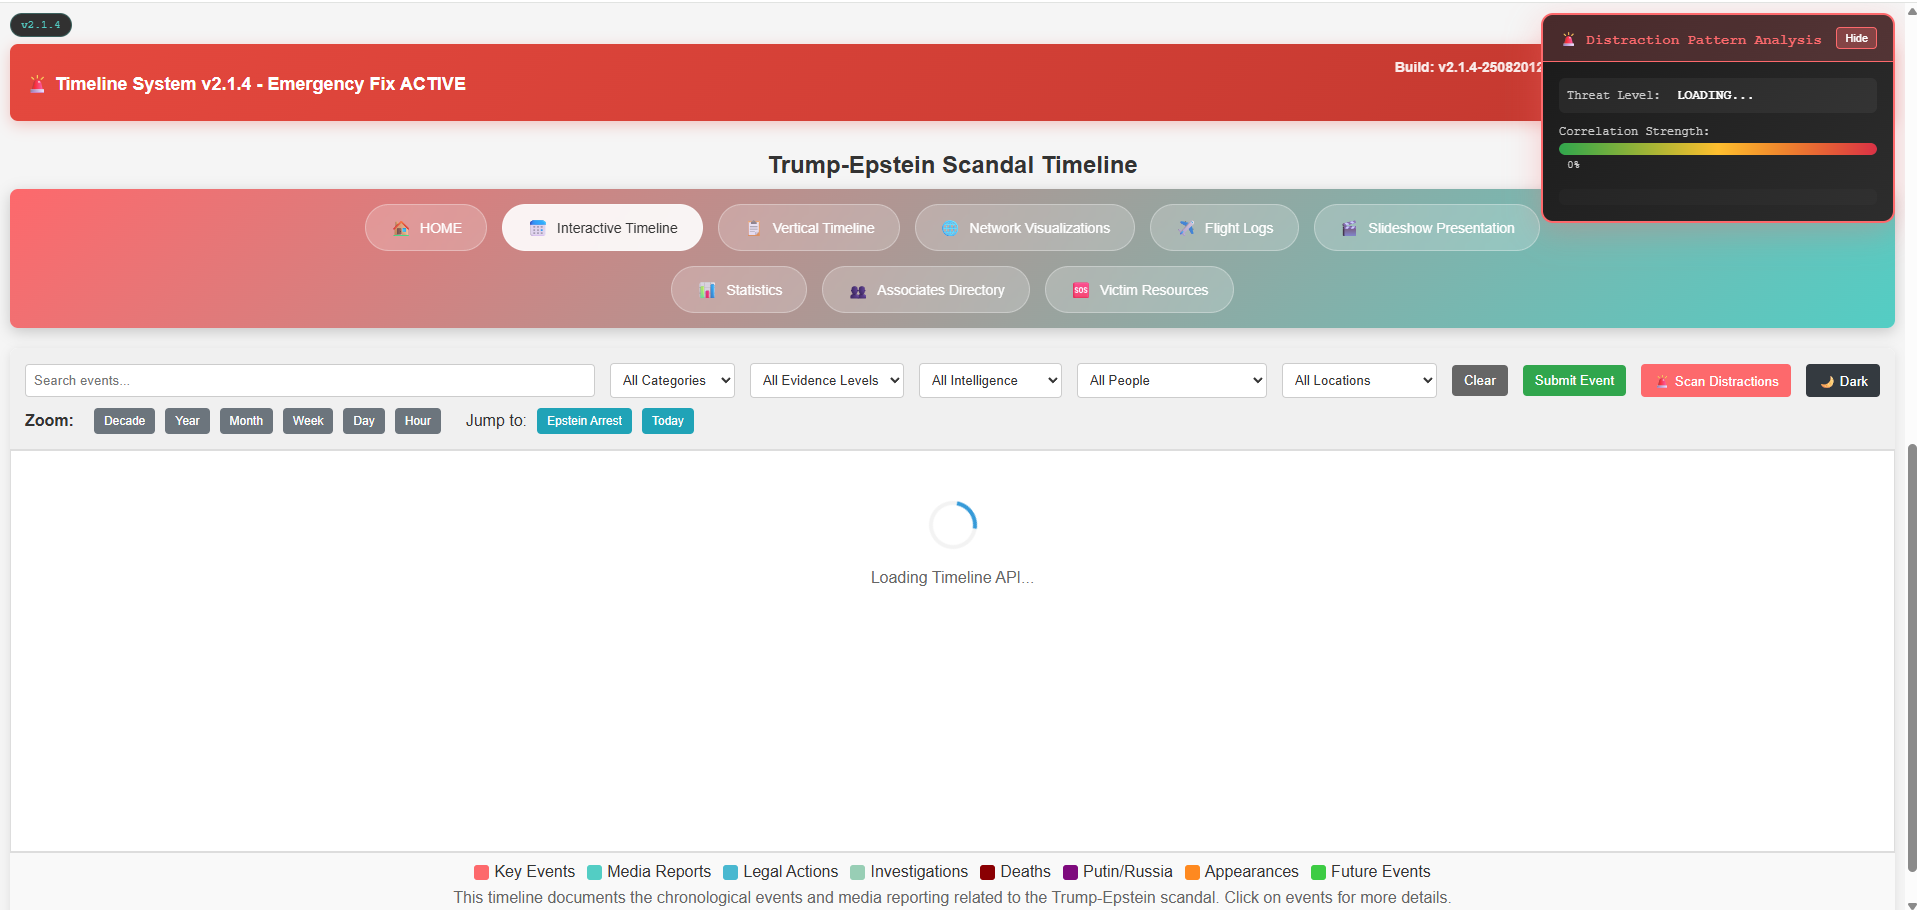 v2.1.4
Timeline System v2.1.4 - Emergency Fix ACTIVE
Build: v2.1.4-25082012
Distraction Pattern Analysis
Hide
Threat Level: LOADING...
Correlation Strength:
0%
Trump-Epstein Scandal Timeline
HOME
Interactive Timeline
Vertical Timeline
Network Visualizations
Flight Logs
Slideshow Presentation
Statistics
Associates Directory
SOS Victim Resources
Search events...
All Categories
All Evidence Levels
All Intelligence
All People
All Locations
Clear
Submit Event
Scan Distractions
Dark
Zoom: Decade Year Month Week Day Hour Jump to: Epstein Arrest Today
Loading Timeline API...
Key Events Media Reports Legal Actions Investigations Deaths Putin/Russia Appearances Future Events
This timeline documents the chronological events and media reporting related to the Trump-Epstein scandal. Click on events for more details.